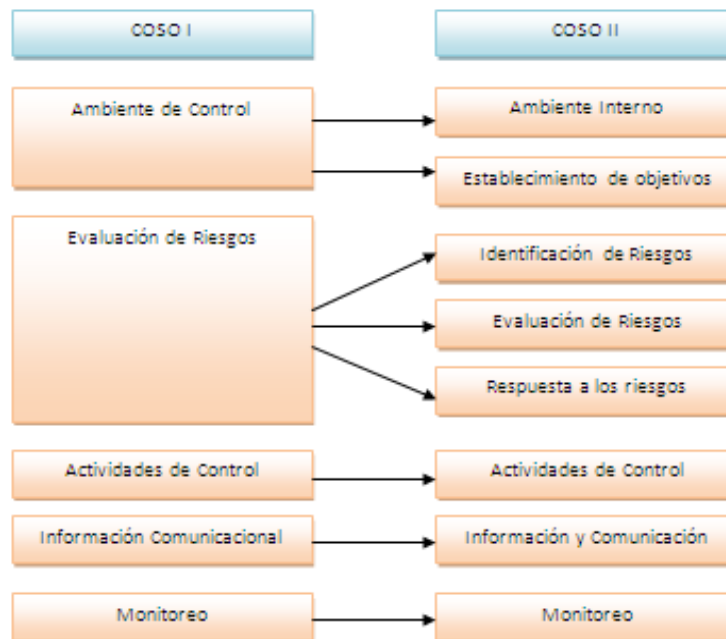 COSO I
COSO II
Ambiente de Control
Ambiente Interno
Establecimiento de objetivos
Evaluación de Riesgos
Identificación de Riesgos
Evaluación de Riesgos
Respuesta a los riesgos
Actividades de Control
Actividades de Control
Información Comunicacional
Información y Comunicación
Monitoreo
Monitoreo